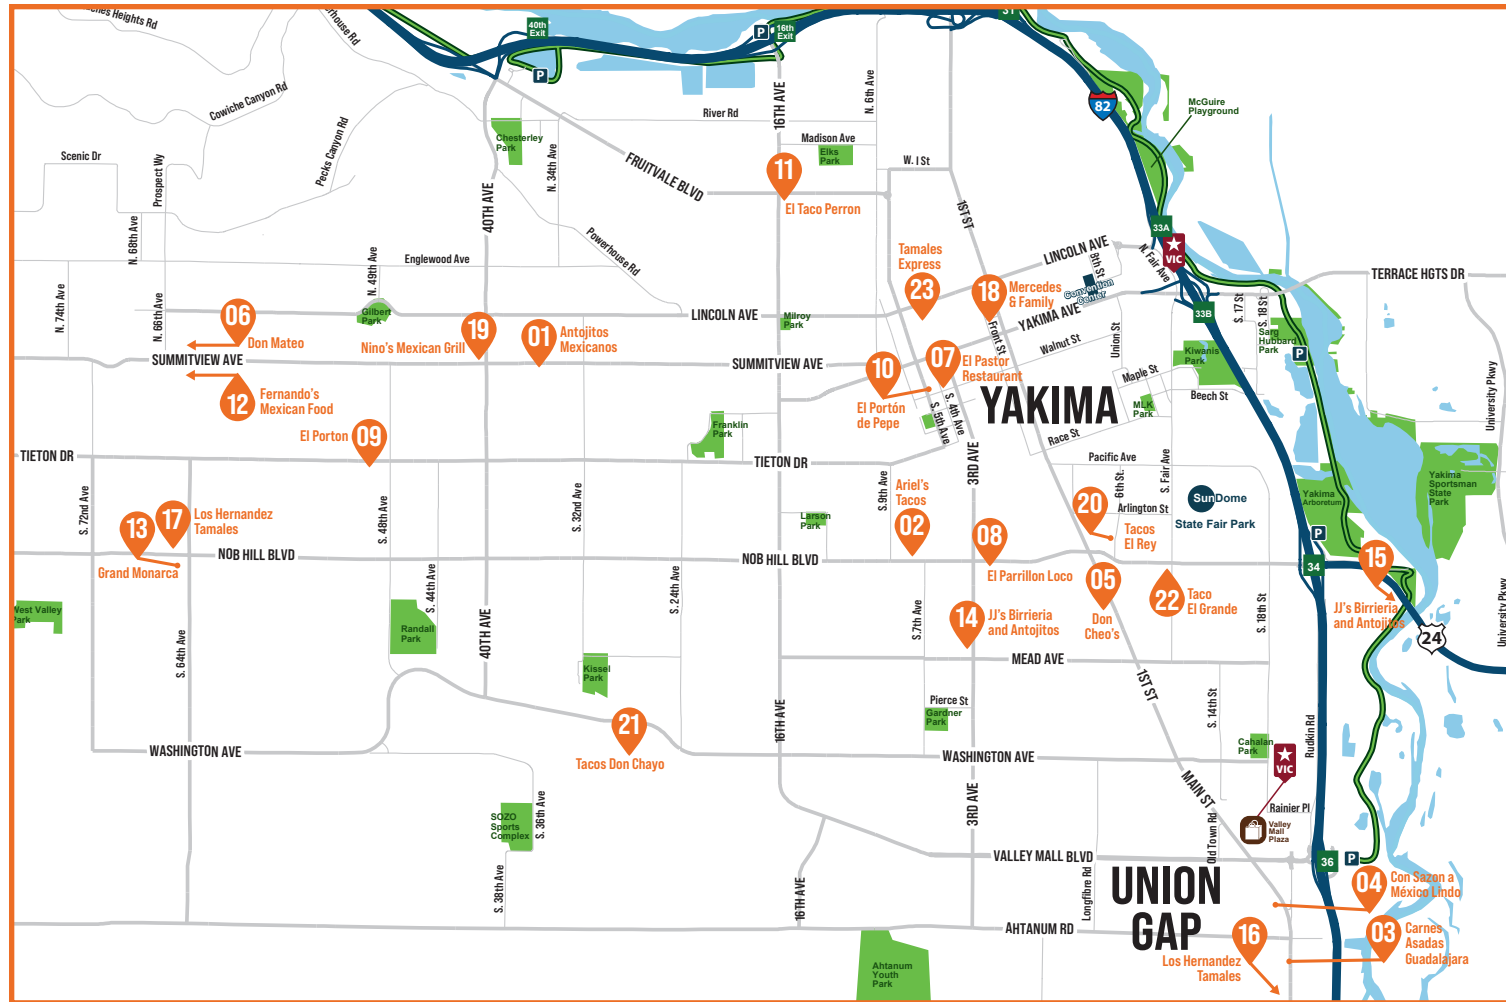 Heights Rd
40th
Exit
16th
Exit
31
P
P
Cowiche Canyon Rd
Pecks Canyon Rd
Scenic Dr
Prospect Wy
N. 68th Ave
N. 74th Ave
N. 66th Ave
N. 49th Ave
Englewood Ave
40TH AVE
Chesterley
Park
N. 34th Ave
FRUITVALE BLVD
River Rd
16TH AVE
Madison Ave
Elks
Park
N. 6th Ave
W. I St
82
McGuire
Playground
11
El Taco Perron
Powerhouse Rd
1ST ST
33A
VIC
LINCOLN AVE
N. Fair Ave
9th St
Convention
Center
TERRACE HGTS DR
Tamales
Express
23
18
Mercedes
& Family
06
Don Mateo
Gilbert
Park
19
Nino's Mexican Grill
01
Antojitos
Mexicanos
LINCOLN AVE
Milroy
Park
Front St
YAKIMA AVE
Walnut St
Union St
33B
S. 17 St
S. 18 St
Sarg
Hubbard
Park
P
Kiwanis
Park
SUMMITVIEW AVE
SUMMITVIEW AVE
12
Fernando's
Mexican Food
10
El Portón
de Pepe
07
El Pastor
Restaurant
S. 5th Ave
S. 4th Ave
YAKIMA
Maple St
MLK
Park
Beech St
Race St
University Pkwy
El Porton
09
Franklin
Park
TIETON DR
TIETON DR
3RD AVE
Pacific Ave
6th St.
S. Fair Ave
SunDome
State Fair Park
Arlington St
Yakima
Arboretum
Yakima
Sportsman
State
Park
P
S. 72nd Ave
13
17
Los Hernandez
Tamales
Grand Monarca
S. 48th Ave
S. 32nd Ave
Larson
Park
S. 9th Ave
Ariel's
Tacos
02
20
Tacos
El Rey
NOB HILL BLVD
NOB HILL BLVD
08
El Parrillon Loco
05
Don
Cheo's
22
Taco
El Grande
34
15
JJ's Birrieria
and Antojitos
24
University Pkwy
West Valley
Park
S. 64th Ave
S. 44th Ave
Randall
Park
40TH AVE
S. 24th Ave
S. 7th Ave
14
JJ's Birrieria
and Antojitos
S. 18th St
MEAD AVE
Kissel
Park
1ST ST
S. 14th St
Pierce St
Gardner
Park
16TH AVE
21
Tacos Don Chayo
WASHINGTON AVE
WASHINGTON AVE
Cahalan
Park
VIC
Rudkin Rd
3RD AVE
MAIN ST
Rainier Pl
Valley
Mall
Plaza
SOZO
Sports
Complex
S. 36th Ave
S. 38th Ave
Old Town Rd
VALLEY MALL BLVD
36
P
16TH AVE
Longfibre Rd
UNION
GAP
04
Con Sazon a
México Lindo
AHTANUM RD
16
Los Hernandez
Tamales
03
Carnes
Asadas
Guadalajara
Ahtanum
Youth
Park